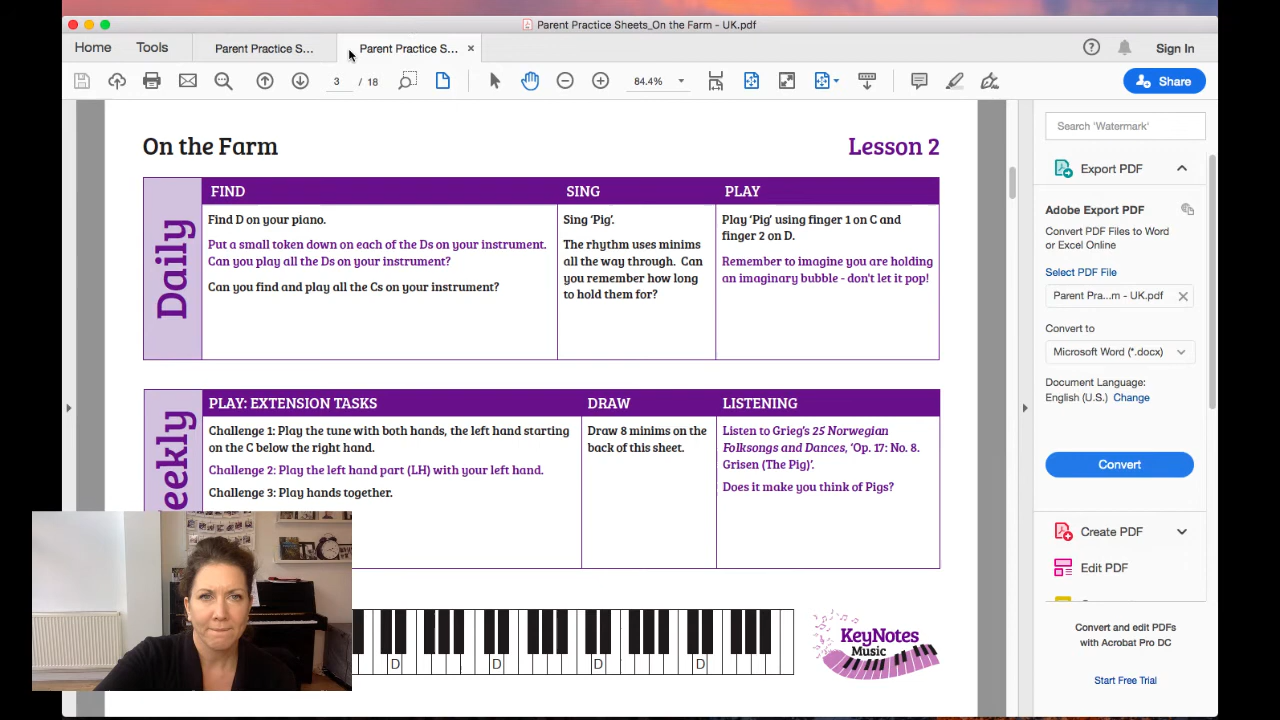 Parent Practice Sheets_On the Farm - UK.pdf
Home
Tools
Parent Practice S...
Parent Practice S...
×
Sign In
3 / 18
84.4%
Share
On the Farm
Lesson 2
Daily
FIND
Find D on your piano.
Put a small token down on each of the Ds on your instrument.
Can you play all the Ds on your instrument?
Can you find and play all the Cs on your instrument?
SING
Sing ‘Pig’.
The rhythm uses minims
all the way through. Can
you remember how long
to hold them for?
PLAY
Play ‘Pig’ using finger 1 on C and
finger 2 on D.
Remember to imagine you are holding
an imaginary bubble - don't let it pop!
eekly
PLAY: EXTENSION TASKS
Challenge 1: Play the tune with both hands, the left hand starting
on the C below the right hand.
Challenge 2: Play the left hand part (LH) with your left hand.
Challenge 3: Play hands together.
DRAW
Draw 8 minims on the
back of this sheet.
LISTENING
Listen to Grieg's 25 Norwegian
Folksongs and Dances, ‘Op. 17: No. 8.
Grisen (The Pig)’.
Does it make you think of Pigs?
D D D D
KeyNotes
Music
Search 'Watermark'
Export PDF
Adobe Export PDF
Convert PDF Files to Word
or Excel Online
Select PDF File
Parent Pra...m - UK.pdf
Convert to
Microsoft Word (*.docx)
Document Language:
English (U.S.) Change
Convert
Create PDF
Edit PDF
Convert and edit PDFs
with Acrobat Pro DC
Start Free Trial